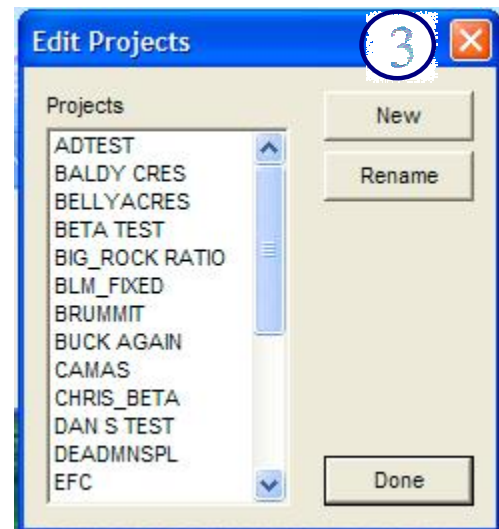 Edit Projects
3
Projects
New
Rename
ADTEST
BALDY CRES
BELLYACRES
BETA TEST
BIG_ROCK RATIO
BLM_FIXED
BRUMMIT
BUCK AGAIN
CAMAS
CHRIS_BETA
DAN S TEST
DEADMNSPL
EFC
Done